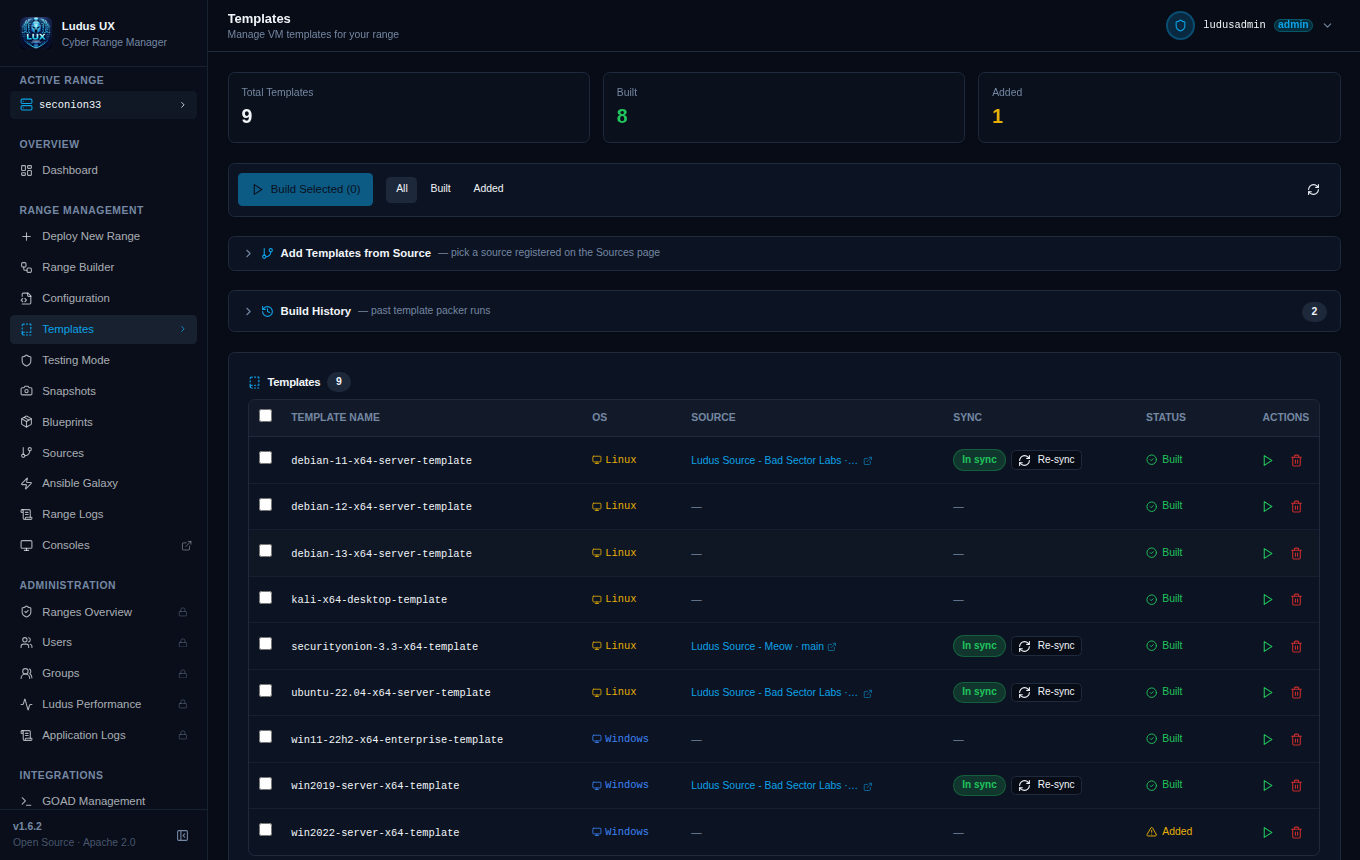 Ludus UX
Cyber Range Manager
ACTIVE RANGE
seconion33
OVERVIEW
Dashboard
RANGE MANAGEMENT
Deploy New Range
Range Builder
Configuration
Templates
Testing Mode
Snapshots
Blueprints
Sources
Ansible Galaxy
Range Logs
Consoles
ADMINISTRATION
Ranges Overview
Users
Groups
Ludus Performance
Application Logs
INTEGRATIONS
GOAD Management
v1.6.2
Open Source · Apache 2.0
Templates
Manage VM templates for your range
ludusadmin admin
Total Templates
9
Built
8
Added
1
Build Selected (0) All Built Added
Add Templates from Source — pick a source registered on the Sources page
Build History — past template packer runs 2
Templates 9
TEMPLATE NAME OS SOURCE SYNC STATUS ACTIONS
debian-11-x64-server-template Linux Ludus Source - Bad Sector Labs ·… In sync Re-sync Built
debian-12-x64-server-template Linux — — Built
debian-13-x64-server-template Linux — — Built
kali-x64-desktop-template Linux — — Built
securityonion-3.3-x64-template Linux Ludus Source - Meow · main In sync Re-sync Built
ubuntu-22.04-x64-server-template Linux Ludus Source - Bad Sector Labs ·… In sync Re-sync Built
win11-22h2-x64-enterprise-template Windows — — Built
win2019-server-x64-template Windows Ludus Source - Bad Sector Labs ·… In sync Re-sync Built
win2022-server-x64-template Windows — — Added